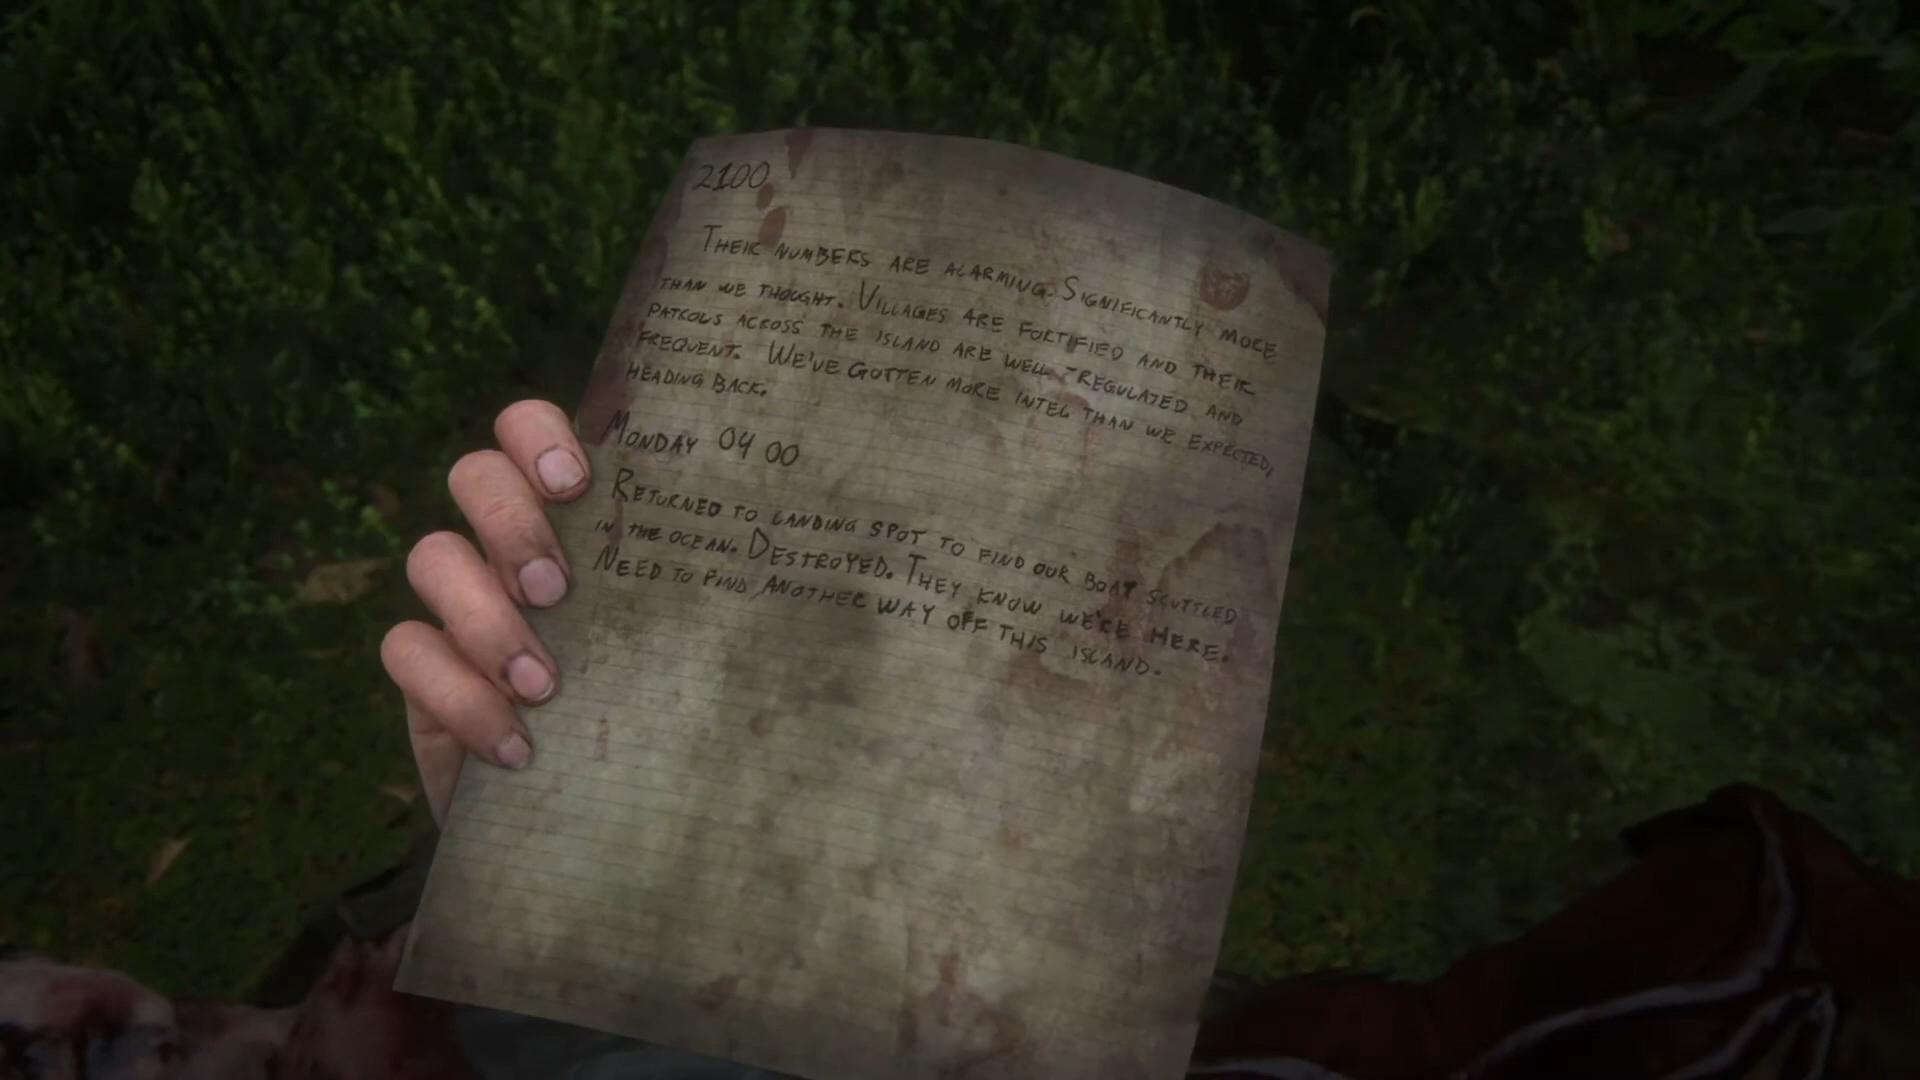 2100
Their numbers are alarming. Significantly more
than we thought. Villages are fortified and their
patrols across the island are well-regulated and
frequent. We've gotten more intel than we expected,
heading back.
Monday 04 00
Returned to landing spot to find our boat scuttled
in the ocean. Destroyed. They know we're here.
Need to find another way off this island.